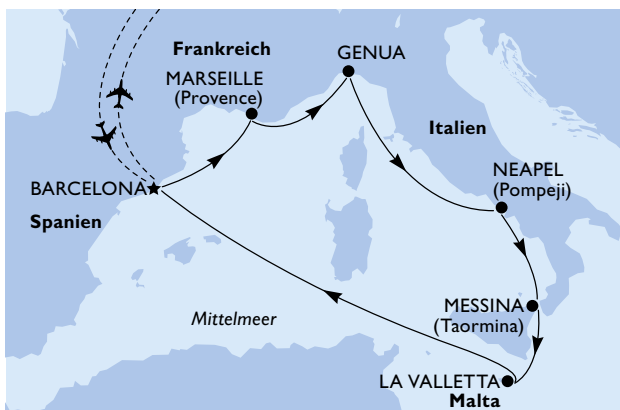 Frankreich
GENUA
MARSEILLE
(Provence)
Italien
NEAPEL
(Pompeji)
BARCELONA
Spanien
MESSINA
(Taormina)
Mittelmeer
LA VALLETTA
Malta